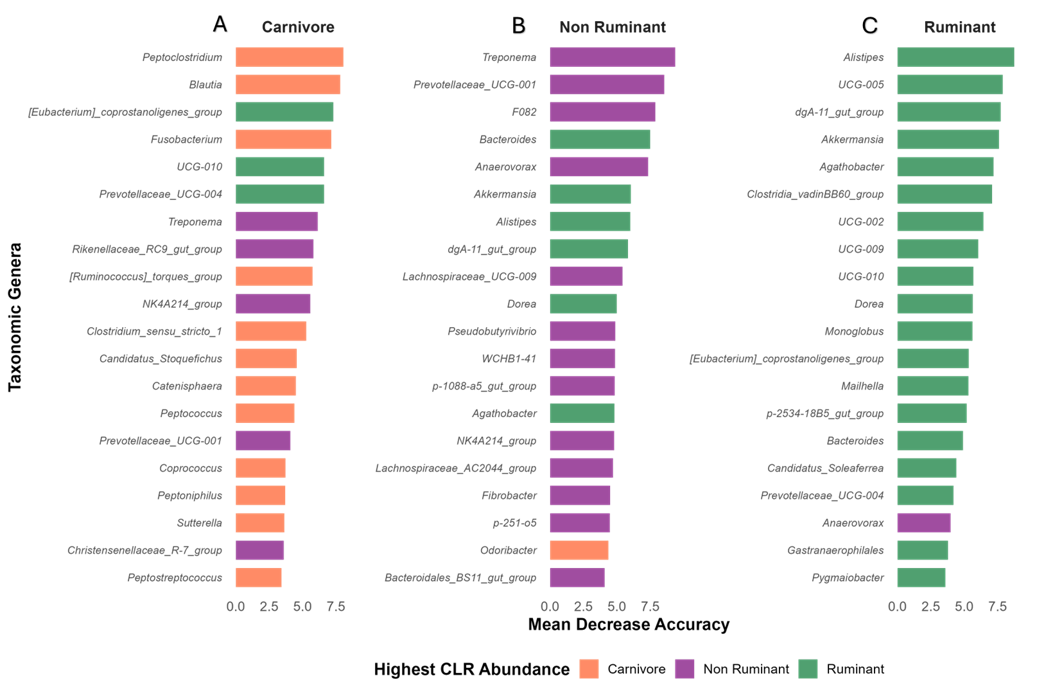 A Carnivore
B Non Ruminant
C Ruminant
Taxonomic Genera
Peptoclostridium
Blautia
[Eubacterium]_coprostanoligenes_group
Fusobacterium
UCG-010
Prevotellaceae_UCG-004
Treponema
Rikenellaceae_RC9_gut_group
[Ruminococcus]_torques_group
NK4A214_group
Clostridium_sensu_stricto_1
Candidatus_Stoquefichus
Catenisphaera
Peptococcus
Prevotellaceae_UCG-001
Coprococcus
Peptoniphilus
Sutterella
Christensenellaceae_R-7_group
Peptostreptococcus
0.0 2.5 5.0 7.5
Treponema
Prevotellaceae_UCG-001
F082
Bacteroides
Anaerovorax
Akkermansia
Alistipes
dgA-11_gut_group
Lachnospiraceae_UCG-009
Dorea
Pseudobutyrivibrio
WCHB1-41
p-1088-a5_gut_group
Agathobacter
NK4A214_group
Lachnospiraceae_AC2044_group
Fibrobacter
p-251-o5
Odoribacter
Bacteroidales_BS11_gut_group
0.0 2.5 5.0 7.5
Alistipes
UCG-005
dgA-11_gut_group
Akkermansia
Agathobacter
Clostridia_vadinBB60_group
UCG-002
UCG-009
UCG-010
Dorea
Monoglobus
[Eubacterium]_coprostanoligenes_group
Mailhella
p-2534-18B5_gut_group
Bacteroides
Candidatus_Soleaferrea
Prevotellaceae_UCG-004
Anaerovorax
Gastranaerophilales
Pygmaiobacter
0.0 2.5 5.0 7.5
Mean Decrease Accuracy
Highest CLR Abundance Carnivore Non Ruminant Ruminant